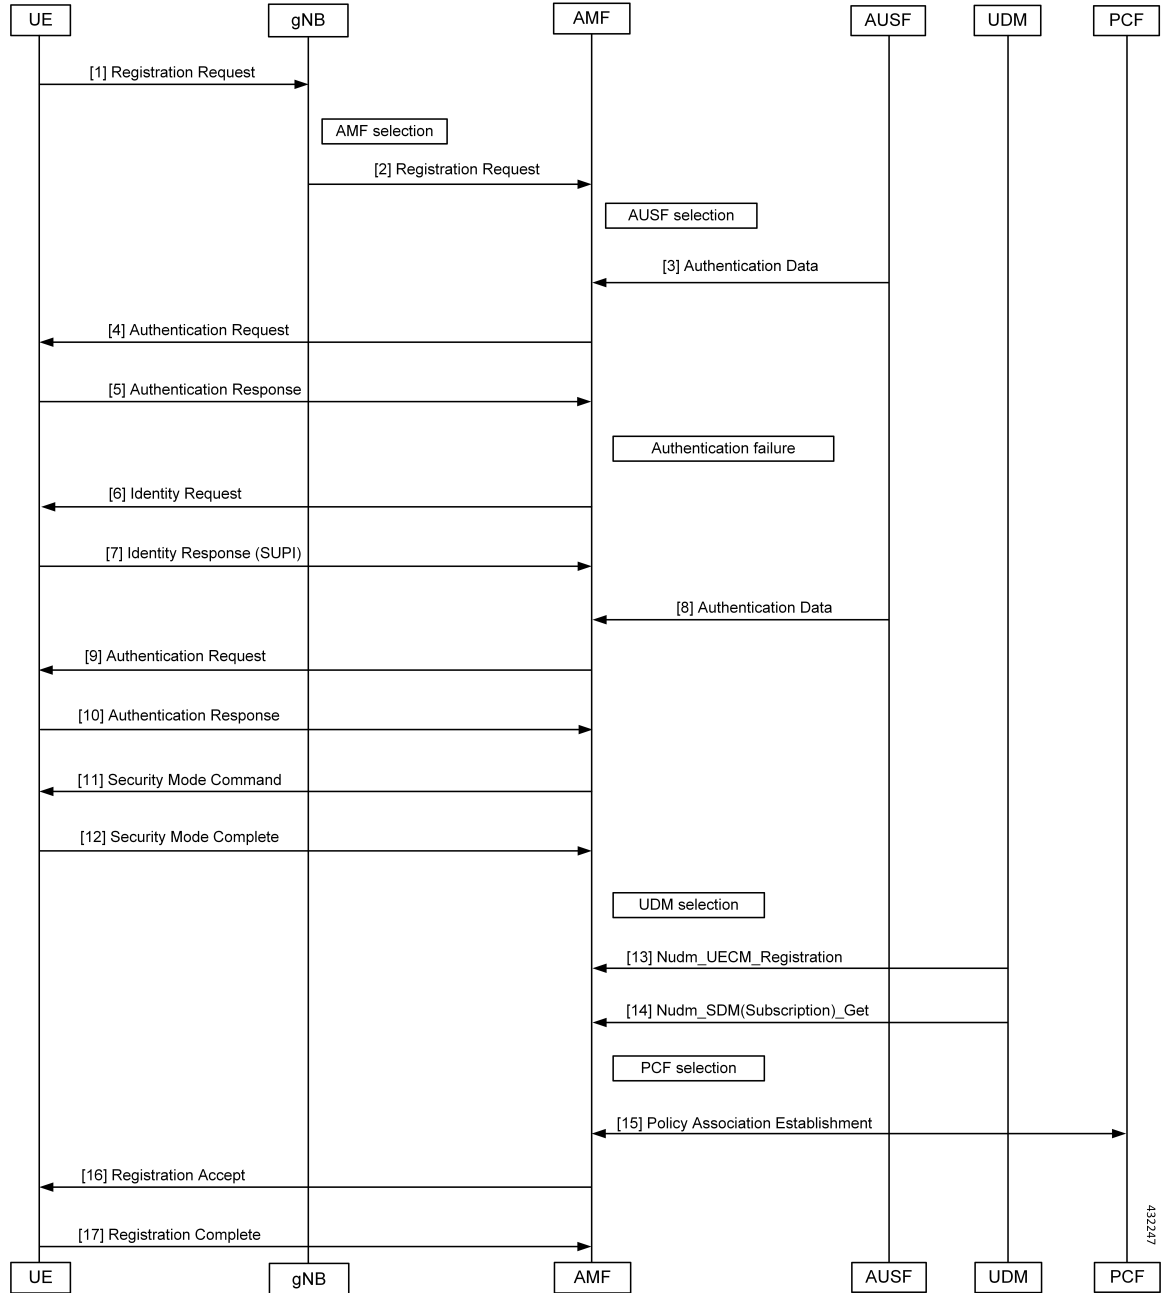 UE gNB AMF AUSF UDM PCF
[1] Registration Request
AMF selection
[2] Registration Request
AUSF selection
[3] Authentication Data
[4] Authentication Request
[5] Authentication Response
Authentication failure
[6] Identity Request
[7] Identity Response (SUPI)
[8] Authentication Data
[9] Authentication Request
[10] Authentication Response
[11] Security Mode Command
[12] Security Mode Complete
UDM selection
[13] Nudm_UECM_Registration
[14] Nudm_SDM(Subscription)_Get
PCF selection
[15] Policy Association Establishment
[16] Registration Accept
[17] Registration Complete
432247
UE gNB AMF AUSF UDM PCF